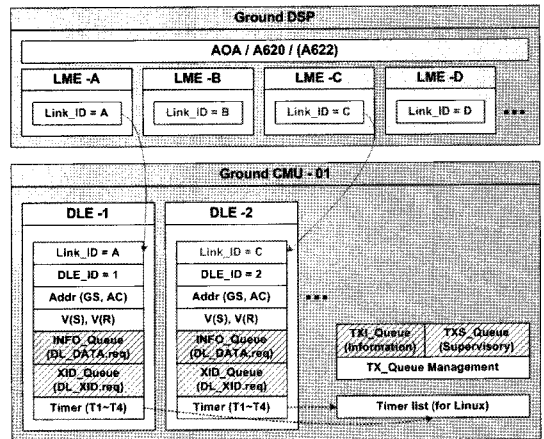 Ground DSP
AOA / A620 / (A622)
LME -A
LME -B
LME -C
LME -D
Link_ID = A
Link_ID = B
Link_ID = C
Link_ID = D
Ground CMU - 01
DLE -1
DLE -2
Link_ID = A
Link_ID = C
DLE_ID = 1
DLE_ID = 2
Addr (GS, AC)
Addr (GS, AC)
V(S), V(R)
V(S), V(R)
INFO_Queue
(DL_DATA.req)
INFO_Queue
(DL_DATA.req)
XID_Queue
(DL_XID.req)
XID_Queue
(DL_XID.req)
Timer (T1~T4)
Timer (T1~T4)
TXI_Queue
(Information)
TXS_Queue
(Supervisory)
TX_Queue Management
Timer list (for Linux)